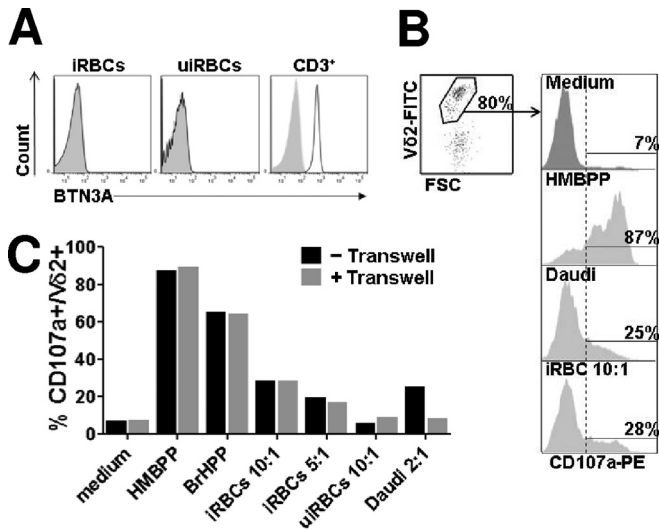 A
iRBCs
uiRBCs
CD3+
Count
BTN3A
B
Vδ2-FITC
80%
FSC
Medium
7%
HMBPP
87%
Daudi
25%
iRBC 10:1
28%
CD107a-PE
C
% CD107a+/Vδ2+
100
80
60
40
20
0
– Transwell
+ Transwell
medium
HMBPP
BrHPP
iRBCs 10:1
iRBCs 5:1
uiRBCs 10:1
Daudi 2:1